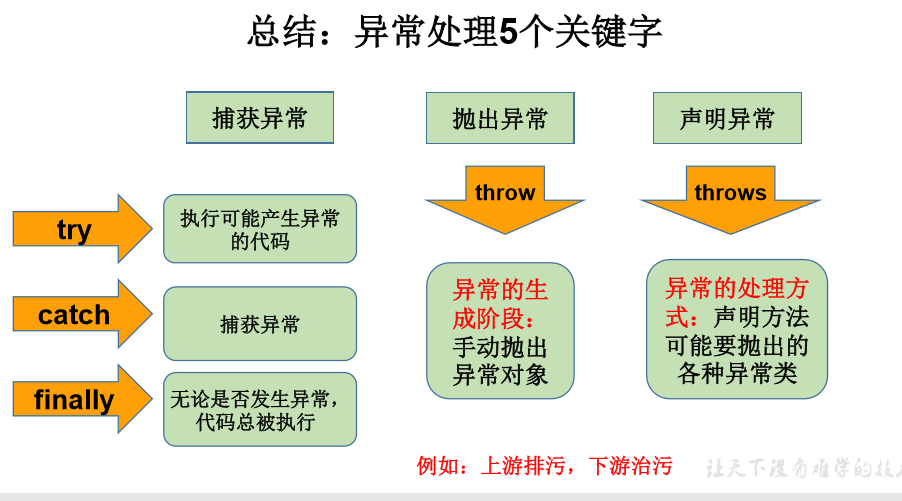 总结：异常处理5个关键字
捕获异常
抛出异常
声明异常
throw
throws
try
执行可能产生异常
的代码
catch
捕获异常
finally
无论是否发生异常，
代码总被执行
异常的生
成阶段：
手动抛出
异常对象
异常的处理方
式：声明方法
可能要抛出的
各种异常类
例如：上游排污，下游治污
让天下没有难学的技